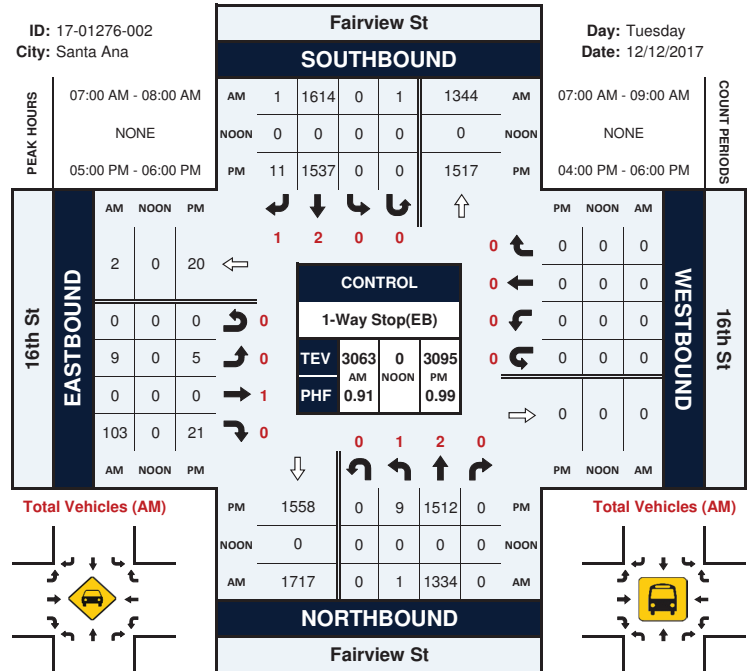 ID: 17-01276-002
City: Santa Ana
Fairview St
SOUTHBOUND
Day: Tuesday
Date: 12/12/2017
PEAK HOURS
07:00 AM - 08:00 AM
NONE
05:00 PM - 06:00 PM
AM 1 1614 0 1 1344 AM
NOON 0 0 0 0 0 NOON
PM 11 1537 0 0 1517 PM
07:00 AM - 09:00 AM
NONE
04:00 PM - 06:00 PM
COUNT PERIODS
1 2 0 0
16th St
EASTBOUND
AM NOON PM
2 0 20
0 0 0 0
9 0 5 0
0 0 0 1
103 0 21 0
AM NOON PM
CONTROL
1-Way Stop(EB)
TEV 3063 0 3095
AM NOON PM
PHF 0.91 0.99
PM NOON AM
0 0 0 0
0 0 0 0
0 0 0 0
0 0 0 0
0 0 0
PM NOON AM
WESTBOUND
16th St
0 1 2 0
PM 1558 0 9 1512 0 PM
NOON 0 0 0 0 0 NOON
AM 1717 0 1 1334 0 AM
NORTHBOUND
Fairview St
Total Vehicles (AM)
Total Vehicles (AM)